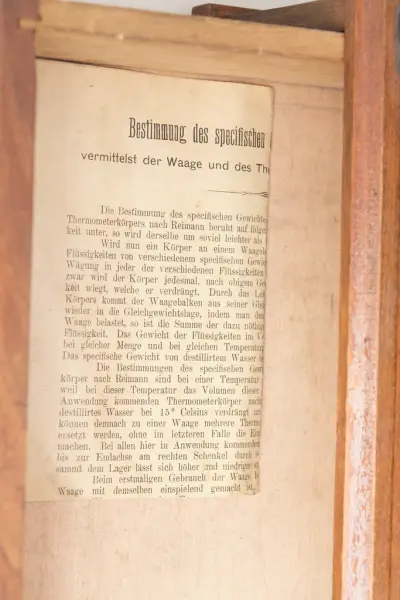 Bestimmung des specifischen
vermittelst der Waage und des
Die Bestimmung des specifischen
Thermometerkörpers nach Reimann beruht auf
keit unter, so wird derselbe um soviel leichter als
Wird nun ein Körper an einem
Flüssigkeiten von verschiedenem specifischen
Wägung in jeder der verschiedenen Flüssigkeiten
zwar wird der Körper jedesmal, nach obigem
keit wiegt, welche er verdrängt. Durch das
Körpers kommt der Waagebalken aus seiner
wieder in die Gleichgewichtslage, indem man
Waage belastet, so ist die Summe der dazu
Flüssigkeit. Das Gewicht der Flüssigkeiten im
bei gleicher Menge und bei gleichen
Das specifische Gewicht von destillirtem Wasser
Die Bestimmungen des specifischen
körper nach Reimann sind bei einer Temperatur
weil bei dieser Temperatur das Volumen dieser
Anwendung kommenden Thermometerkörper
destillirtes Wasser bei 15° Celsius verdrängt
können demnach zu einer Waage mehrere
ersetzt werden, ohne im letzteren Falle die
machen. Bei allen hier in Anwendung kommenden
bis zur Endachse am rechten Schenkel durch
sammt dem Lager lässt sich höher und niedriger
Beim erstmaligen Gebrauch der Waage
Waage mit demselben einspielend gemacht